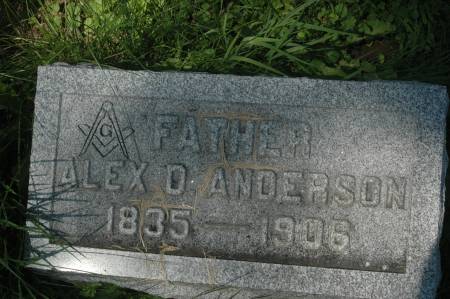 G
FATHER
ALEX D. ANDERSON
1835 — 1906